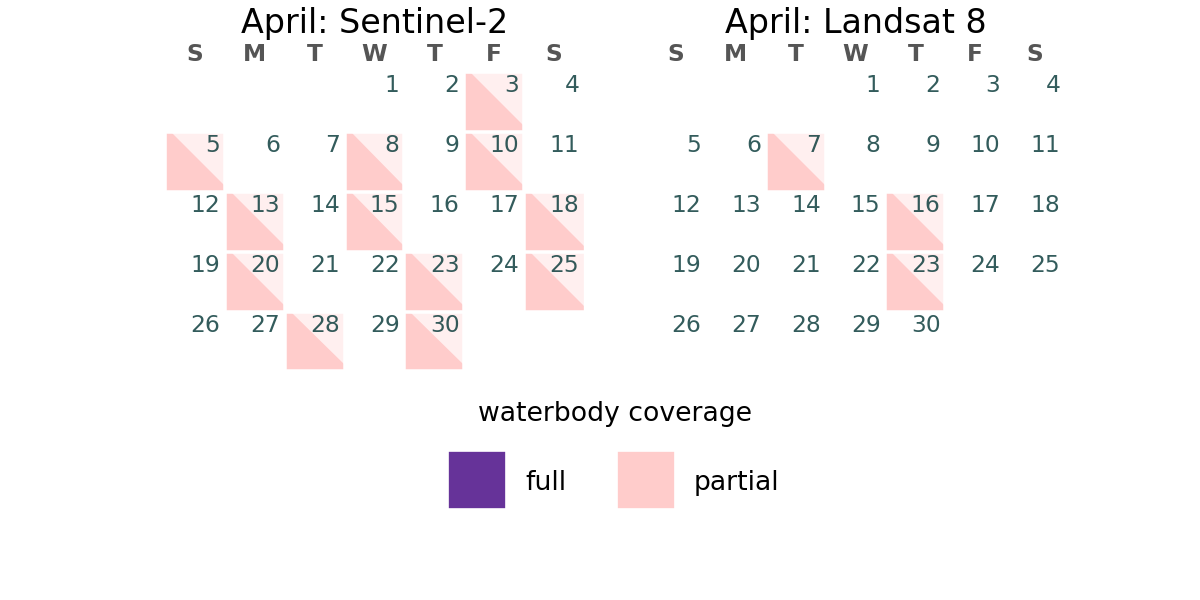 April: Sentinel-2
S M T W T F S
1 2 3 4
5 6 7 8 9 10 11
12 13 14 15 16 17 18
19 20 21 22 23 24 25
26 27 28 29 30
April: Landsat 8
S M T W T F S
1 2 3 4
5 6 7 8 9 10 11
12 13 14 15 16 17 18
19 20 21 22 23 24 25
26 27 28 29 30
waterbody coverage
full
partial